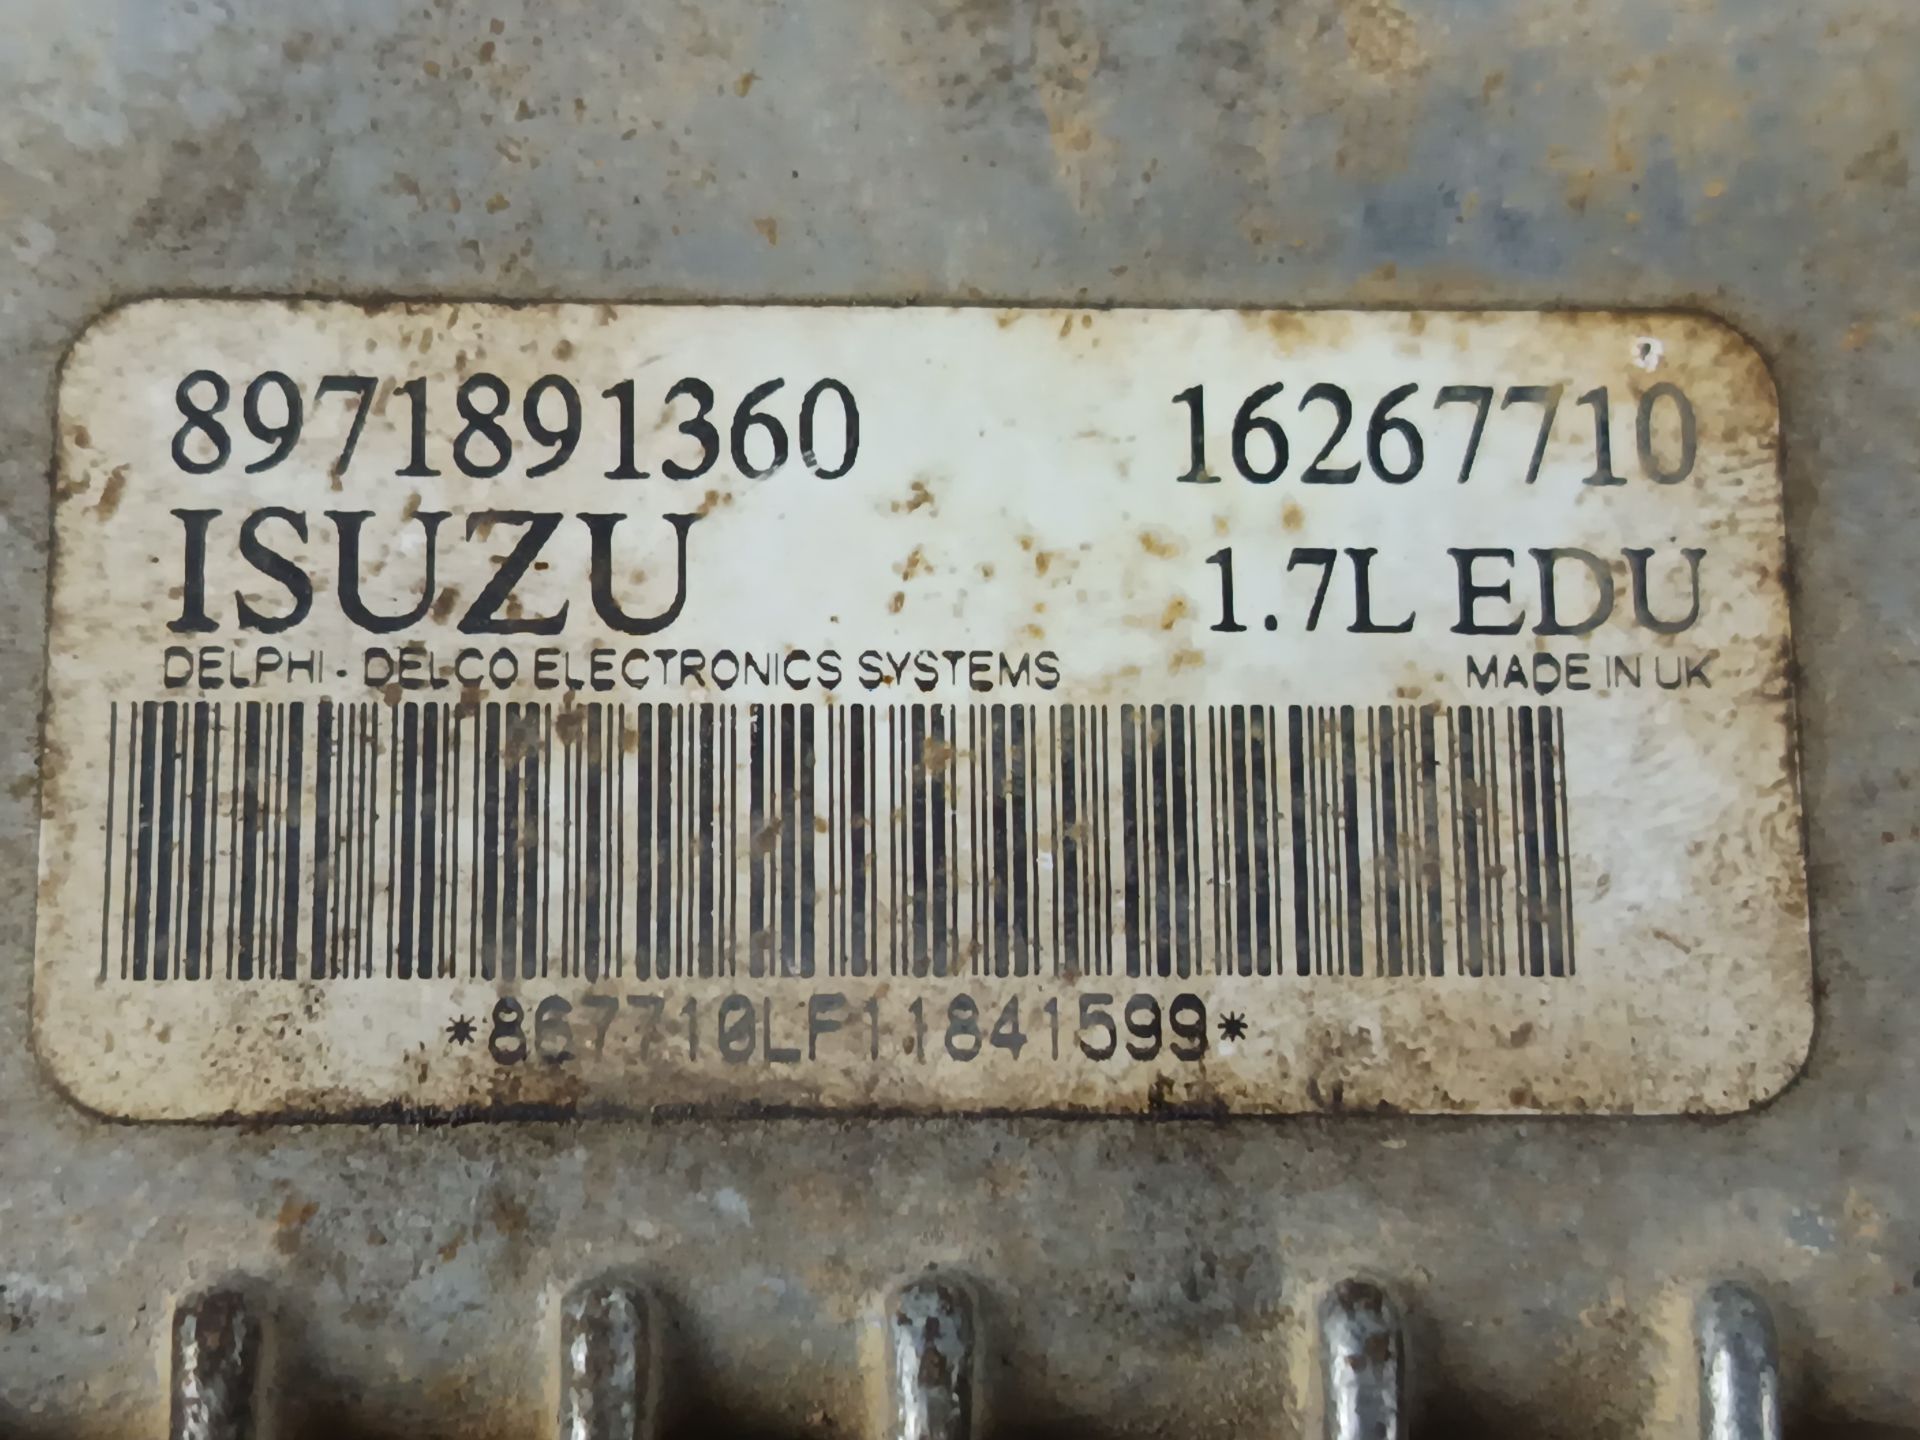 8971891360 16267710
ISUZU 1.7L EDU
DELPHI - DELCO ELECTRONICS SYSTEMS MADE IN UK
*867710LF11841599*